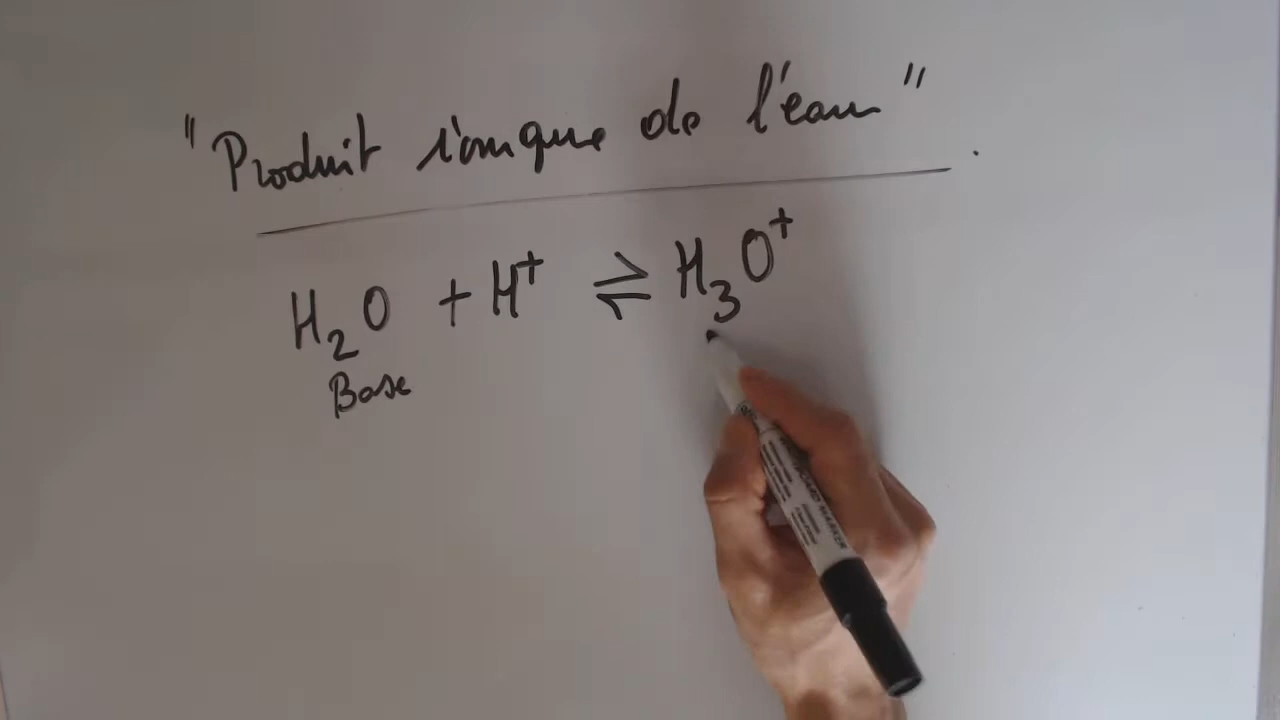 "Produit ionique de l'eau".
H₂O + H⁺ ⇌ H₃O⁺
Base